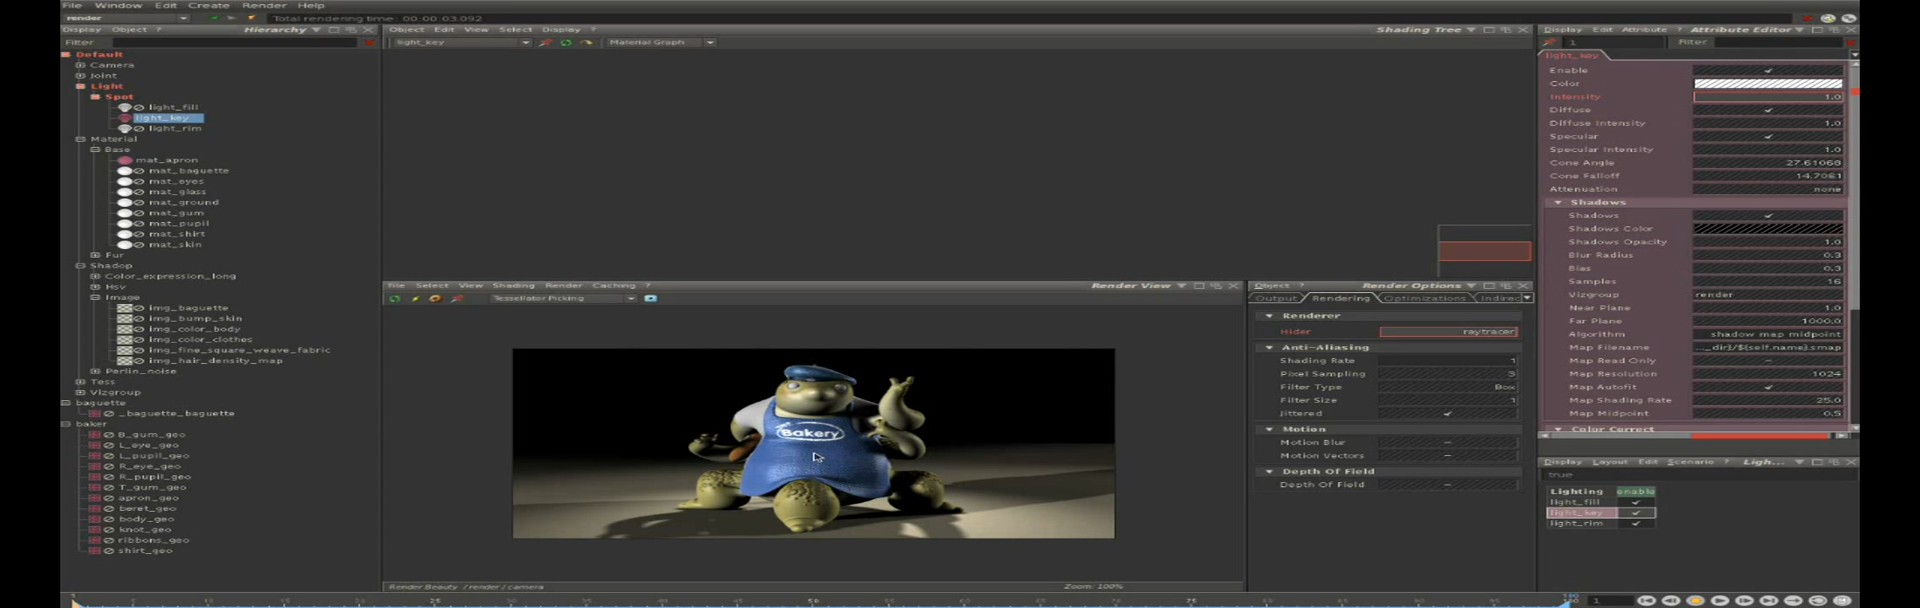 File Window Edit Create Render Help
render
Total rendering time: 00:00:03.092
Display Object ? Hierarchy
Filter
Default
Camera
Joint
Light
Spot
light_fill
light_key
light_rim
Material
Base
mat_apron
mat_baguette
mat_eyes
mat_glass
mat_ground
mat_gum
mat_pupil
mat_shirt
mat_skin
Fur
Shadop
Color_expression_long
Hsv
Image
img_baguette
img_bump_skin
img_color_body
img_color_clothes
img_fine_square_weave_fabric
img_hair_density_map
Perlin_noise
Tess
Vizgroup
baguette
_baguette_baguette
baker
B_gum_geo
L_eye_geo
L_pupil_geo
R_eye_geo
R_pupil_geo
T_gum_geo
apron_geo
beret_geo
body_geo
knot_geo
ribbons_geo
shirt_geo
Object Edit View Select Display ? Shading Tree
light_key Material Graph
File Select View Shading Render Caching ? Render View
Tessellator Picking
Bakery
Render Beauty /render/camera Zoom: 100%
Object ? Render Options
Output Rendering Optimizations Indirec
Renderer
Hider raytracer
Anti-Aliasing
Shading Rate 1
Pixel Sampling 3
Filter Type Box
Filter Size 1
Jittered
Motion
Motion Blur
Motion Vectors
Depth Of Field
Depth Of Field
Display Edit Attribute ? Attribute Editor
1 Filter
light_key
Enable
Color
Intensity 1.0
Diffuse
Diffuse Intensity 1.0
Specular
Specular Intensity 1.0
Cone Angle 27.61068
Cone Falloff 14.7061
Attenuation none
Shadows
Shadows
Shadows Color
Shadows Opacity 1.0
Blur Radius 0.3
Bias 0.3
Samples 16
Vizgroup render
Near Plane 1.0
Far Plane 1000.0
Algorithm shadow map midpoint
Map Filename ..._dir}/${self.name}.smap
Map Read Only
Map Resolution 1024
Map Autofit
Map Shading Rate 25.0
Map Midpoint 0.5
Color Correct
Display Layout Edit Scenario ? Ligh...
true
Lighting enable
light_fill
light_key
light_rim